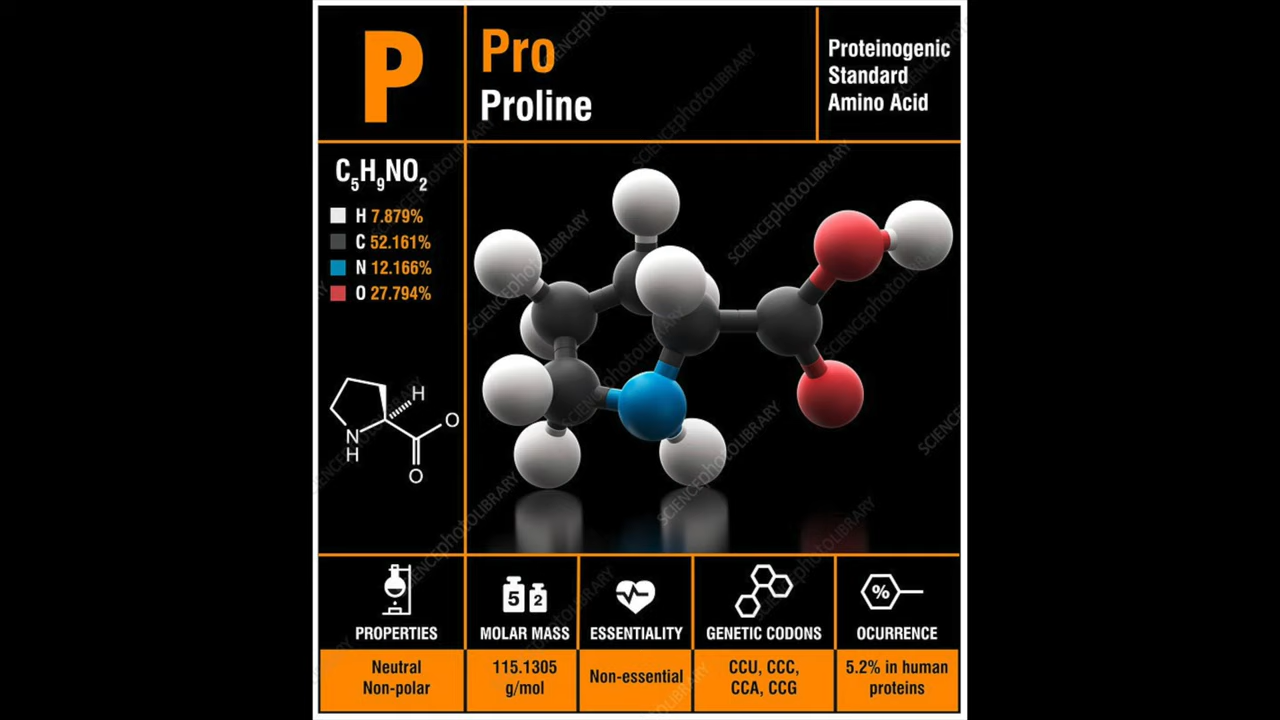 P
Pro
Proline
Proteinogenic
Standard
Amino Acid
C5H9NO2
H 7.879%
C 52.161%
N 12.166%
O 27.794%
H
N
H
O
O
5 2
%
PROPERTIES
MOLAR MASS
ESSENTIALITY
GENETIC CODONS
OCURRENCE
Neutral
Non-polar
115.1305
g/mol
Non-essential
CCU, CCC,
CCA, CCG
5.2% in human
proteins
SCIENCEphotoLIBRARY